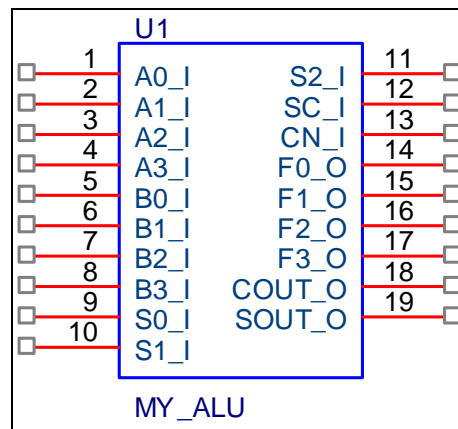 U1
1 A0_I S2_I 11
2 A1_I SC_I 12
3 A2_I CN_I 13
4 A3_I F0_O 14
5 B0_I F1_O 15
6 B1_I F2_O 16
7 B2_I F3_O 17
8 B3_I COUT_O 18
9 S0_I SOUT_O 19
10 S1_I
MY_ALU